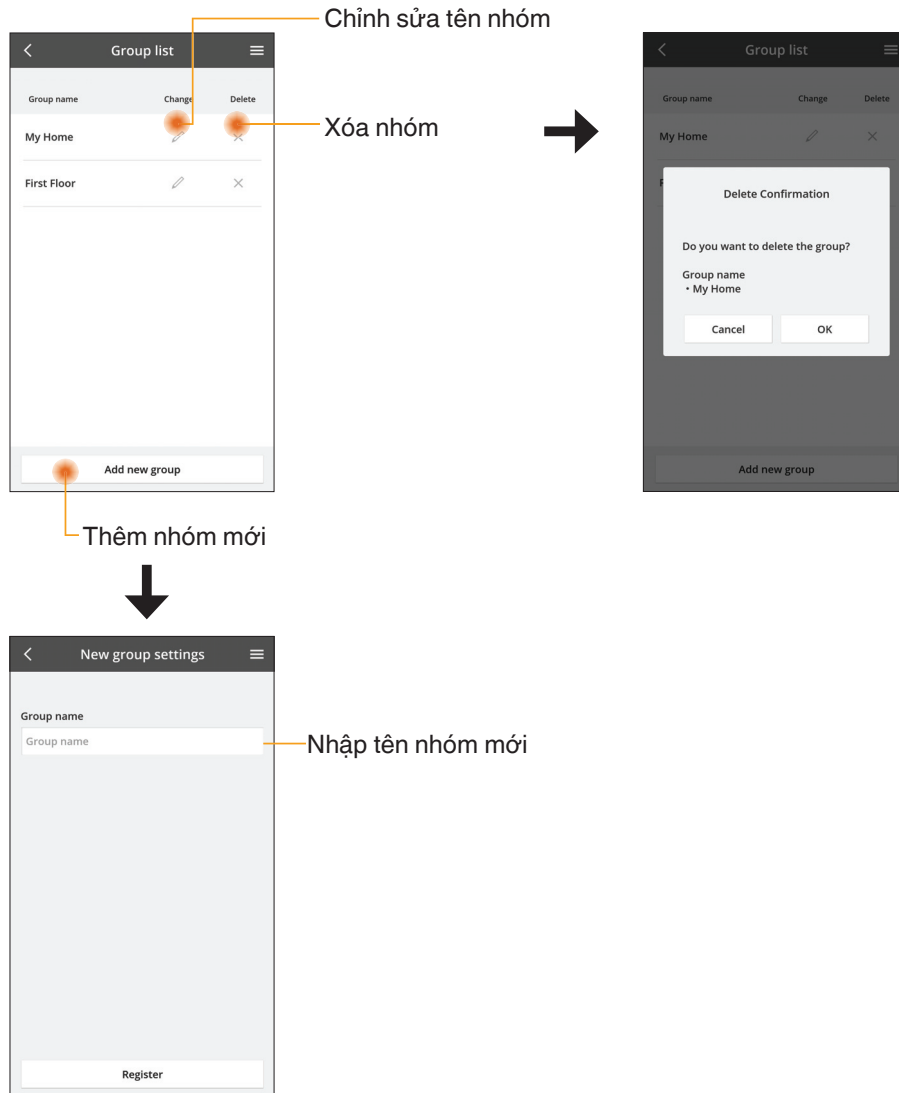 Chỉnh sửa tên nhóm
Group list
Group name Change Delete
My Home
First Floor
Add new group
Xóa nhóm
Group list
Group name Change Delete
My Home
F
Delete Confirmation
Do you want to delete the group?
Group name
• My Home
Cancel OK
Add new group
Thêm nhóm mới
New group settings
Group name
Group name
Nhập tên nhóm mới
Register